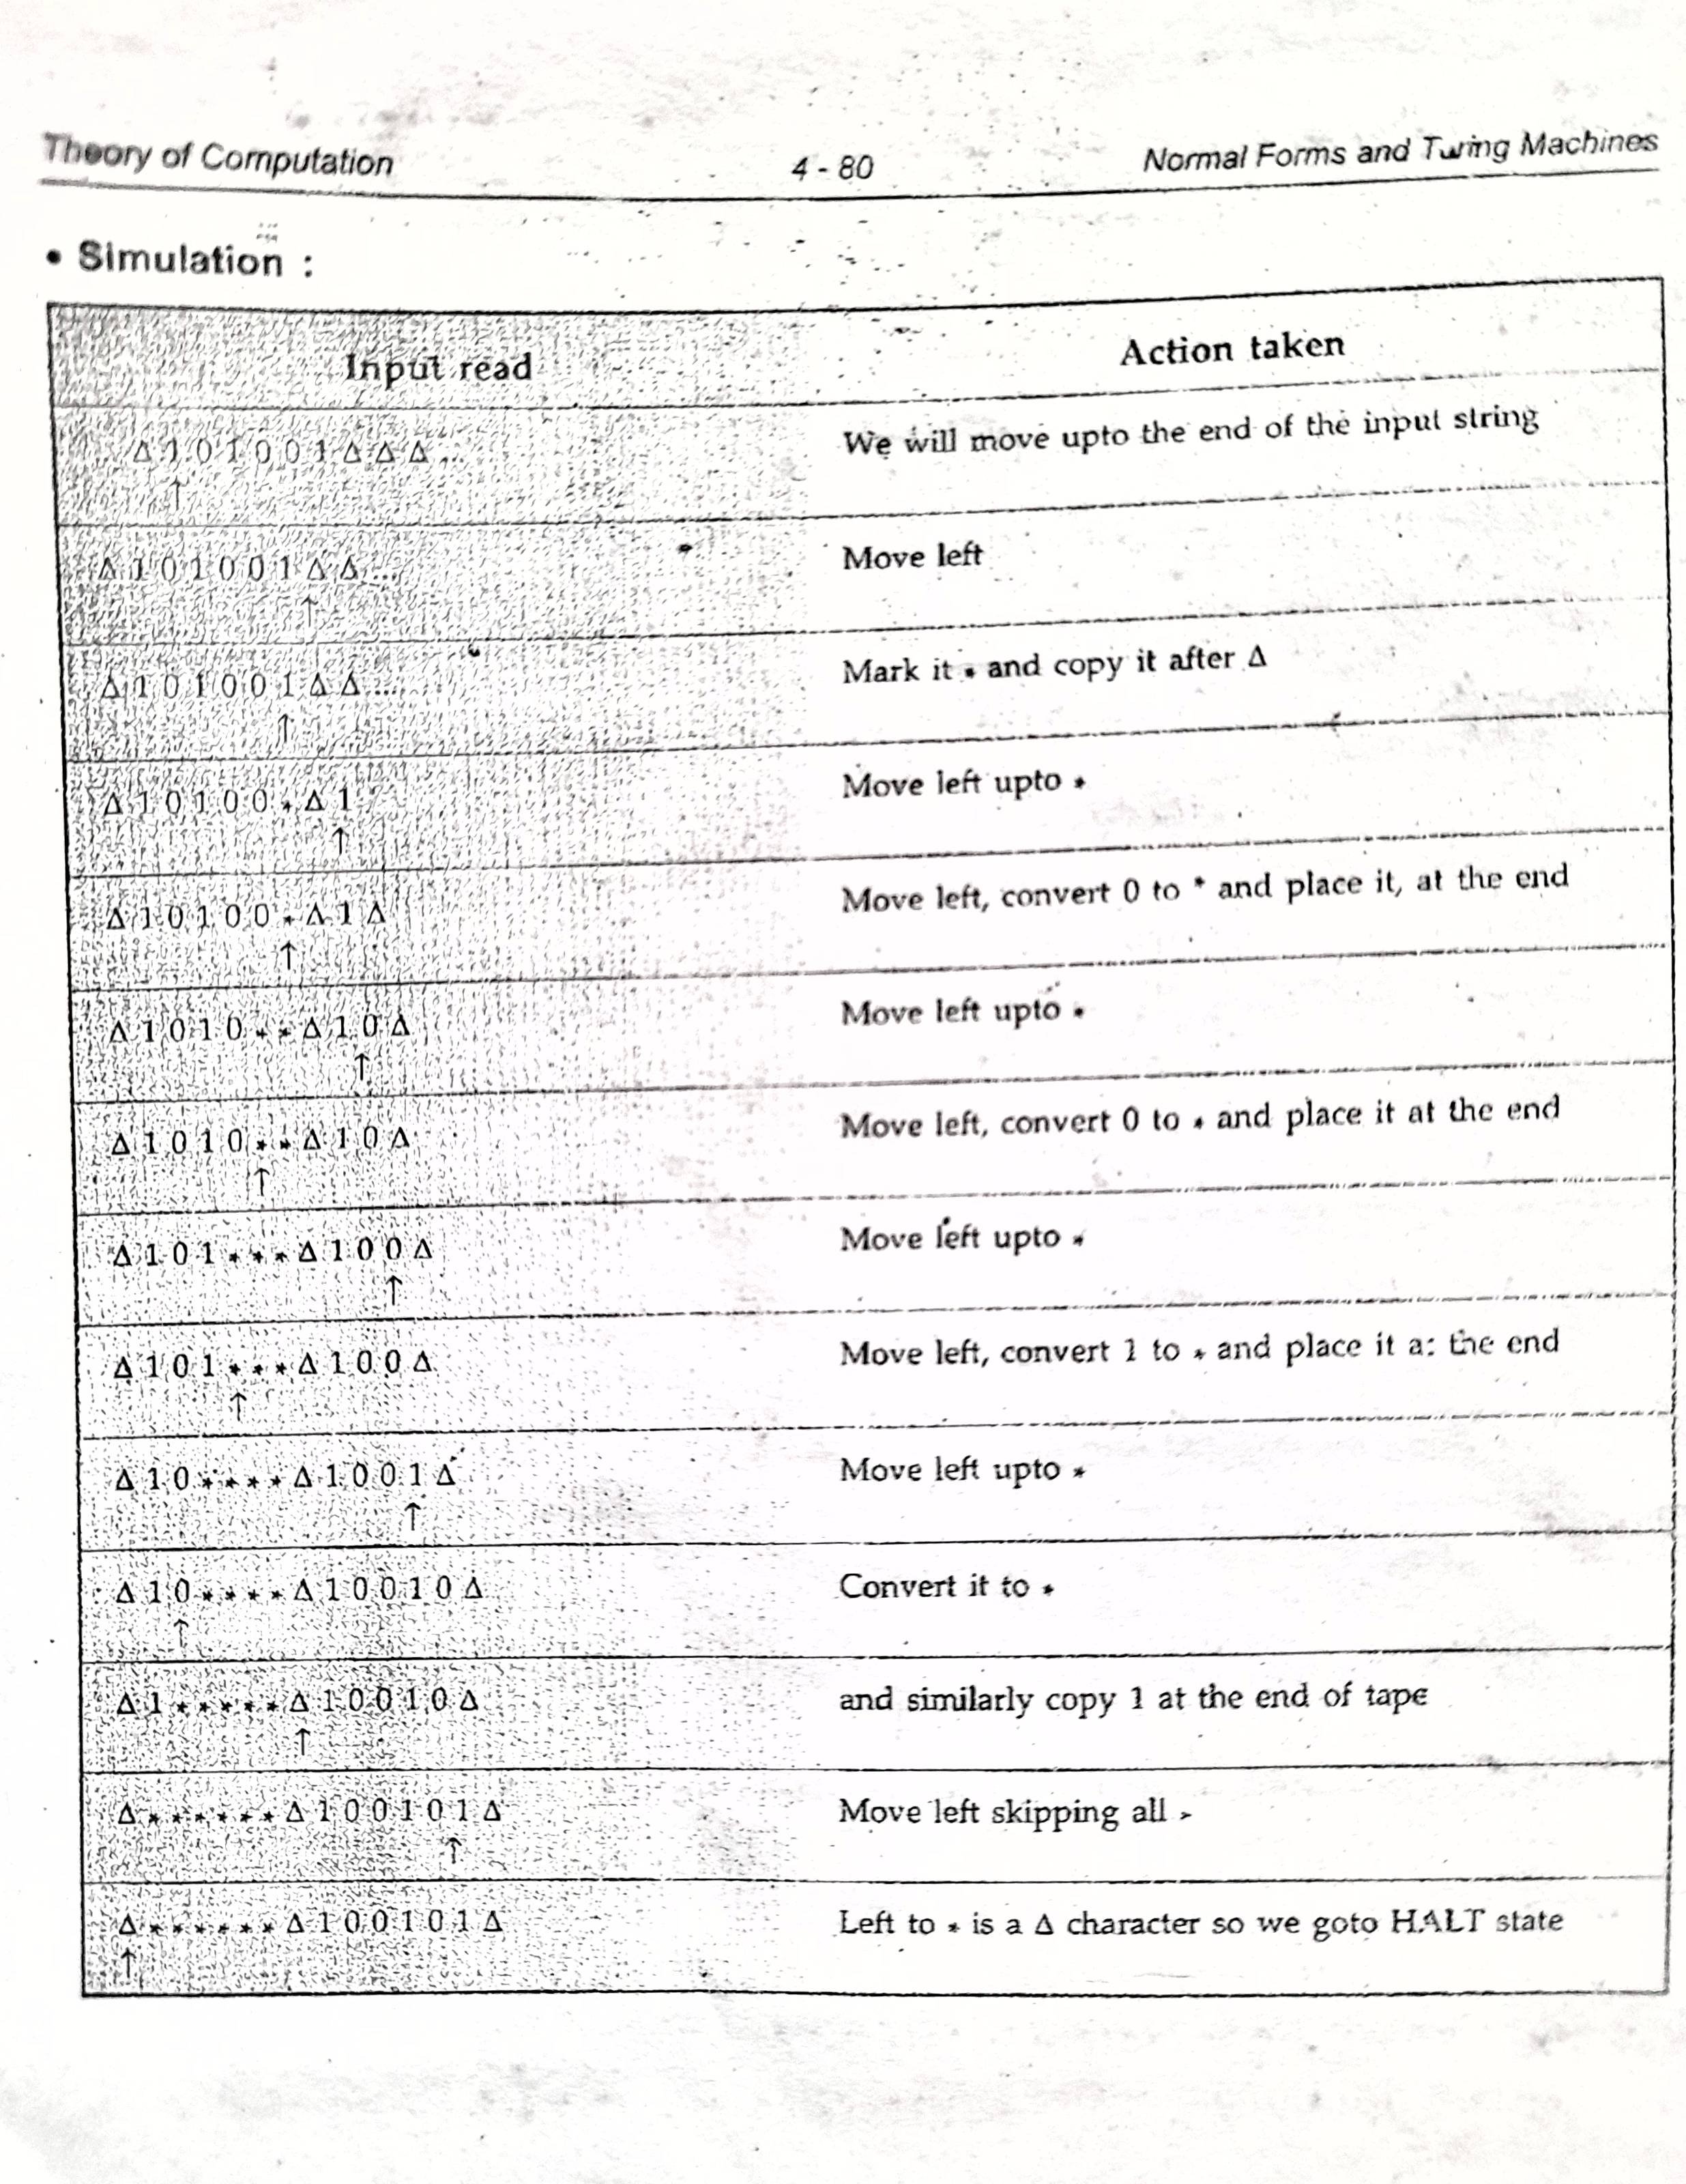 Theory of Computation 4 - 80 Normal Forms and Turing Machines
• Simulation :
Input read Action taken
... Δ 1 0 1 0 0 1 Δ Δ Δ ... We will move upto the end of the input string
↑
Δ 1 0 1 0 0 1 Δ Δ ... Move left
↑
Δ 1 0 1 0 0 1 Δ Δ ... Mark it * and copy it after Δ
↑
Δ 1 0 1 0 0 * Δ 1 Move left upto *
↑
Δ 1 0 1 0 0 * Δ 1 Δ Move left, convert 0 to * and place it, at the end
↑
Δ 1 0 1 0 * * Δ 1 0 Δ Move left upto *
↑
Δ 1 0 1 0 * * Δ 1 0 Δ Move left, convert 0 to * and place it at the end
↑
Δ 1 0 1 * * * Δ 1 0 0 Δ Move left upto *
↑
Δ 1 0 1 * * * Δ 1 0 0 Δ Move left, convert 1 to * and place it at the end
↑
Δ 1 0 * * * * Δ 1 0 0 1 Δ Move left upto *
↑
Δ 1 0 * * * * Δ 1 0 0 1 0 Δ Convert it to *
↑
Δ 1 * * * * * Δ 1 0 0 1 0 Δ and similarly copy 1 at the end of tape
↑
Δ * * * * * * Δ 1 0 0 1 0 1 Δ Move left skipping all *
↑
Δ * * * * * * Δ 1 0 0 1 0 1 Δ Left to * is a Δ character so we goto HALT state
↑